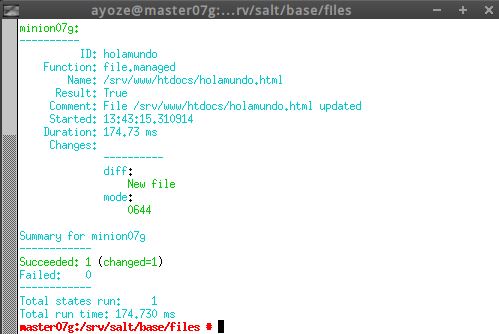 ayoze@master07g:...rv/salt/base/files
minion07g:
----------
ID: holamundo
Function: file.managed
Name: /srv/www/htdocs/holamundo.html
Result: True
Comment: File /srv/www/htdocs/holamundo.html updated
Started: 13:43:15.310914
Duration: 174.73 ms
Changes:
----------
diff:
New file
mode:
0644
Summary for minion07g
------------
Succeeded: 1 (changed=1)
Failed: 0
------------
Total states run: 1
Total run time: 174.730 ms
master07g:/srv/salt/base/files #